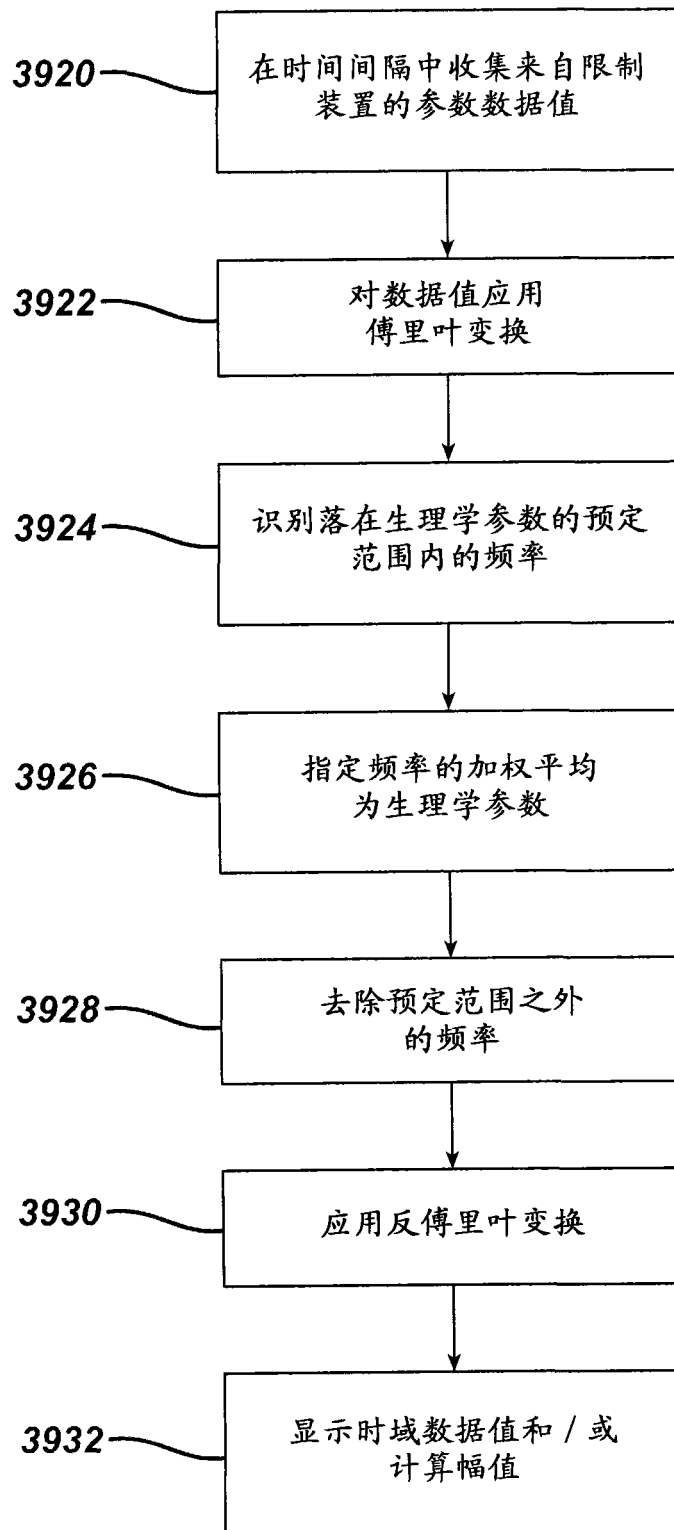 3920
在时间间隔中收集来自限制
装置的参数数据值
3922
对数据值应用
傅里叶变换
3924
识别落在生理学参数的预定
范围内的频率
3926
指定频率的加权平均
为生理学参数
3928
去除预定范围之外
的频率
3930
应用反傅里叶变换
3932
显示时域数据值和 / 或
计算幅值